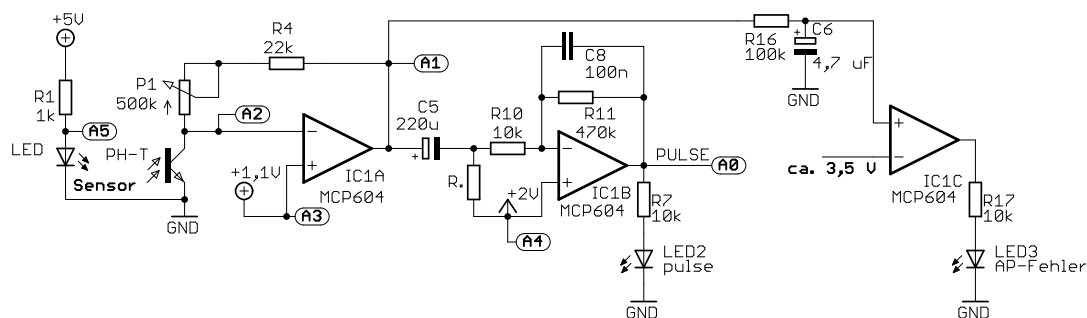 +5V
R1
1k
A5
LED
Sensor
PH-T
P1
500k
R4
22k
A1
A2
GND
+1,1V
A3
IC1A
MCP604
C5
220u
R.
R10
10k
C8
100n
R11
470k
+2V
A4
IC1B
MCP604
PULSE
A0
R7
10k
LED2
pulse
GND
R16
100k
C6
4,7 uF
GND
ca. 3,5 V
IC1C
MCP604
R17
10k
LED3
AP-Fehler
GND